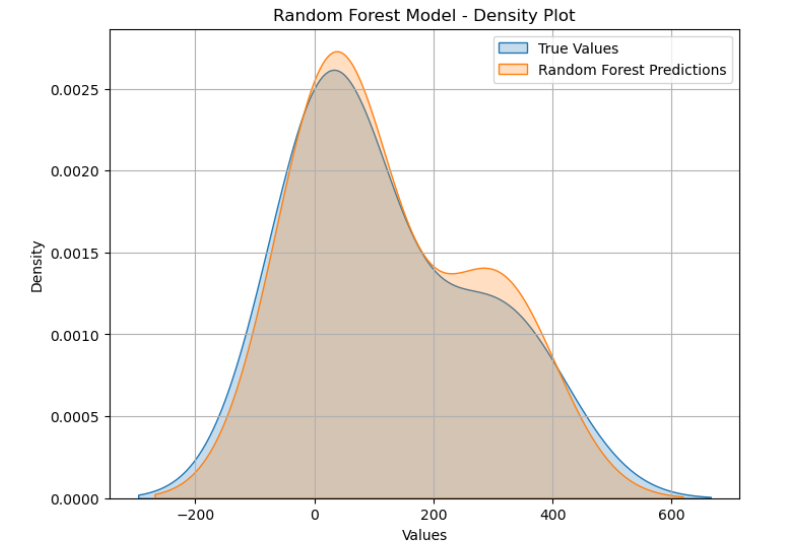 Random Forest Model - Density Plot
True Values
Random Forest Predictions
Density
0.0025
0.0020
0.0015
0.0010
0.0005
0.0000
−200
0
200
400
600
Values